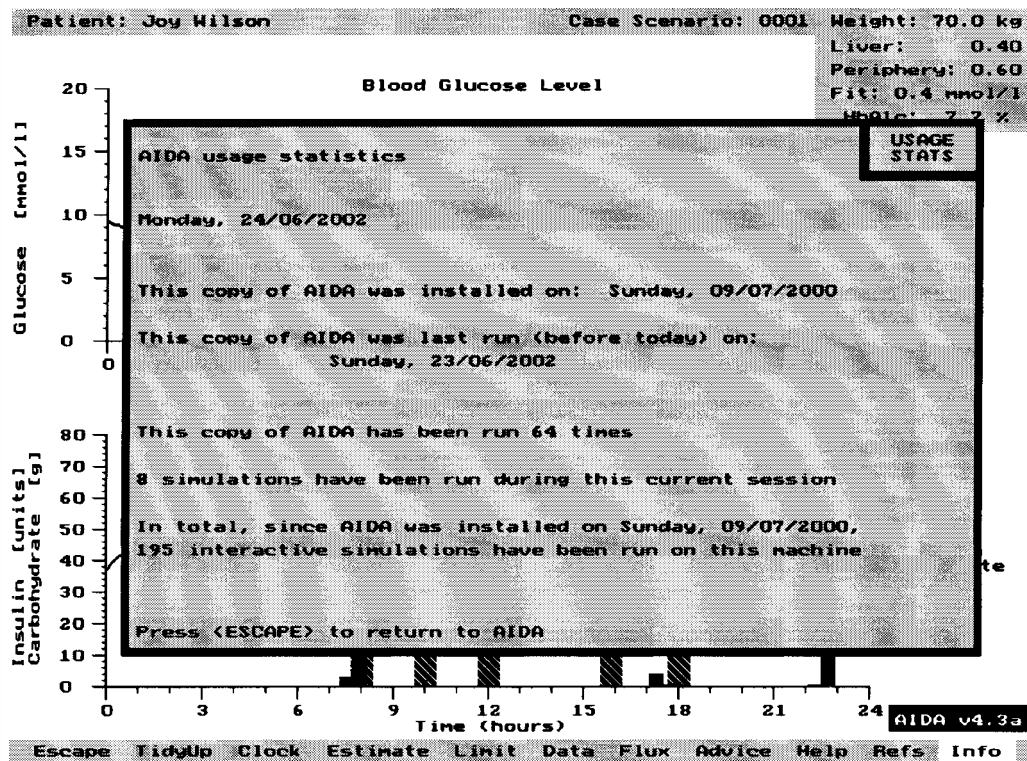 Patient: Joy Wilson Case Scenario: 0001 Weight: 70.0 kg
Liver: 0.40
Periphery: 0.60
Fit: 0.4 mmol/l
HbA1c: 7.2 %
Blood Glucose Level
Glucose [mmol/l]
20
15
10
5
0
0
USAGE
STATS
AIDA usage statistics
Monday, 24/06/2002
This copy of AIDA was installed on: Sunday, 09/07/2000
This copy of AIDA was last run (before today) on:
Sunday, 23/06/2002
This copy of AIDA has been run 64 times
8 simulations have been run during this current session
In total, since AIDA was installed on Sunday, 09/07/2000,
195 interactive simulations have been run on this machine
Press <ESCAPE> to return to AIDA
te
Insulin [units]
Carbohydrate [g]
80
70
60
50
40
30
20
10
0
0 3 6 9 12 15 18 21 24
Time (hours)
AIDA v4.3a
Escape TidyUp Clock Estimate Limit Data Flux Advice Help Refs Info